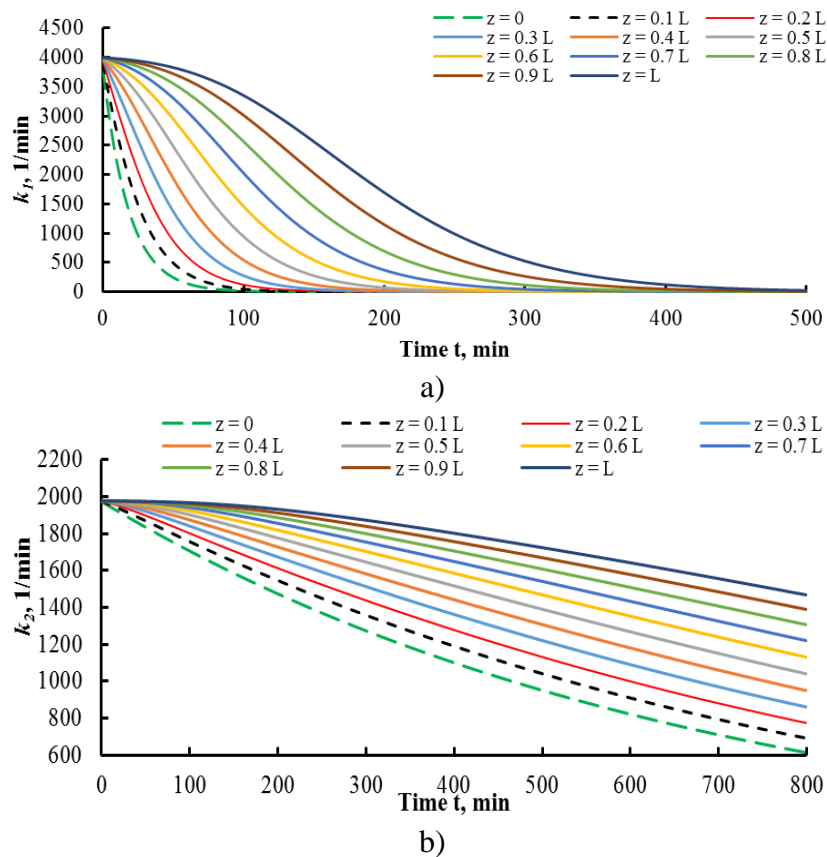 z = 0 z = 0.1 L z = 0.2 L
z = 0.3 L z = 0.4 L z = 0.5 L
z = 0.6 L z = 0.7 L z = 0.8 L
z = 0.9 L z = L
4500
4000
3500
3000
2500
2000
1500
1000
500
0
k1, 1/min
0 100 200 300 400 500
Time t, min
a)
z = 0 z = 0.1 L z = 0.2 L z = 0.3 L
z = 0.4 L z = 0.5 L z = 0.6 L z = 0.7 L
z = 0.8 L z = 0.9 L z = L
2200
2000
1800
1600
1400
1200
1000
800
600
k2, 1/min
0 100 200 300 400 500 600 700 800
Time t, min
b)